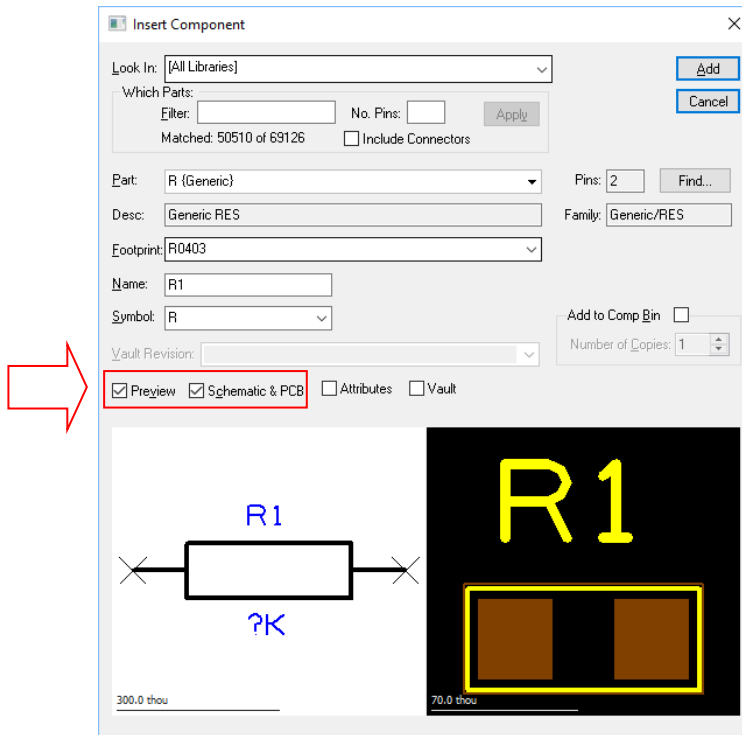 Insert Component
Look In: [All Libraries]
Add
Which Parts:
Cancel
Filter: No. Pins: Apply
Matched: 50510 of 69126 Include Connectors
Part: R {Generic} Pins: 2 Find...
Desc: Generic RES Family: Generic/RES
Footprint: R0403
Name: R1
Symbol: R Add to Comp Bin
Vault Revision: Number of Copies: 1
Preview Schematic & PCB Attributes Vault
R1
R1
?K
300.0 thou 70.0 thou